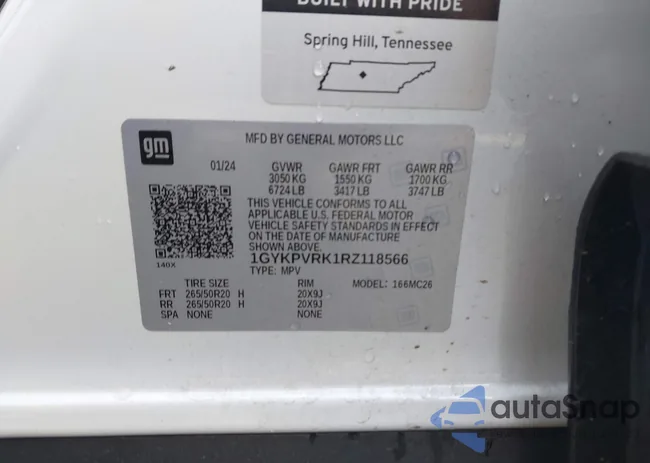 BUILT WITH PRIDE
Spring Hill, Tennessee
gm
MFD BY GENERAL MOTORS LLC
01/24 GVWR GAWR FRT GAWR RR
3050 KG 1550 KG 1700 KG
6724 LB 3417 LB 3747 LB
THIS VEHICLE CONFORMS TO ALL
APPLICABLE U.S. FEDERAL MOTOR
VEHICLE SAFETY STANDARDS IN EFFECT
ON THE DATE OF MANUFACTURE
SHOWN ABOVE.
140X
1GYKPVRK1RZ118566
TYPE: MPV
TIRE SIZE RIM MODEL: 166MC26
FRT 265/50R20 H 20X9J
RR 265/50R20 H 20X9J
SPA NONE NONE
autoSnap